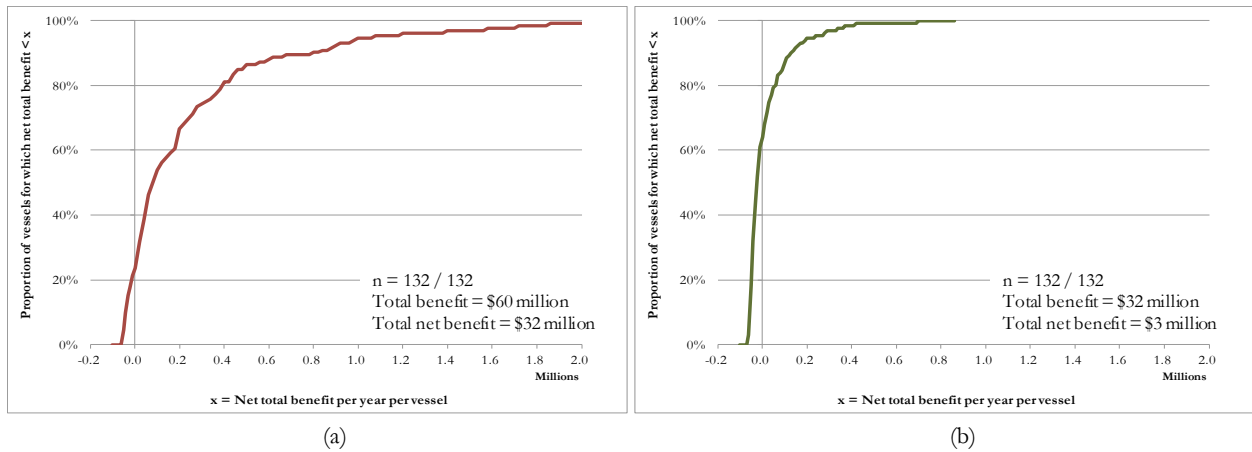 Proportion of vessels for which net total benefit < x
100%
80%
60%
40%
20%
0%
n = 132 / 132
Total benefit = $60 million
Total net benefit = $32 million
-0.2 0.0 0.2 0.4 0.6 0.8 1.0 1.2 1.4 1.6 1.8 2.0
Millions
x = Net total benefit per year per vessel
(a)
Proportion of vessels for which net total benefit < x
100%
80%
60%
40%
20%
0%
n = 132 / 132
Total benefit = $32 million
Total net benefit = $3 million
-0.2 0.0 0.2 0.4 0.6 0.8 1.0 1.2 1.4 1.6 1.8 2.0
Millions
x = Net total benefit per year per vessel
(b)